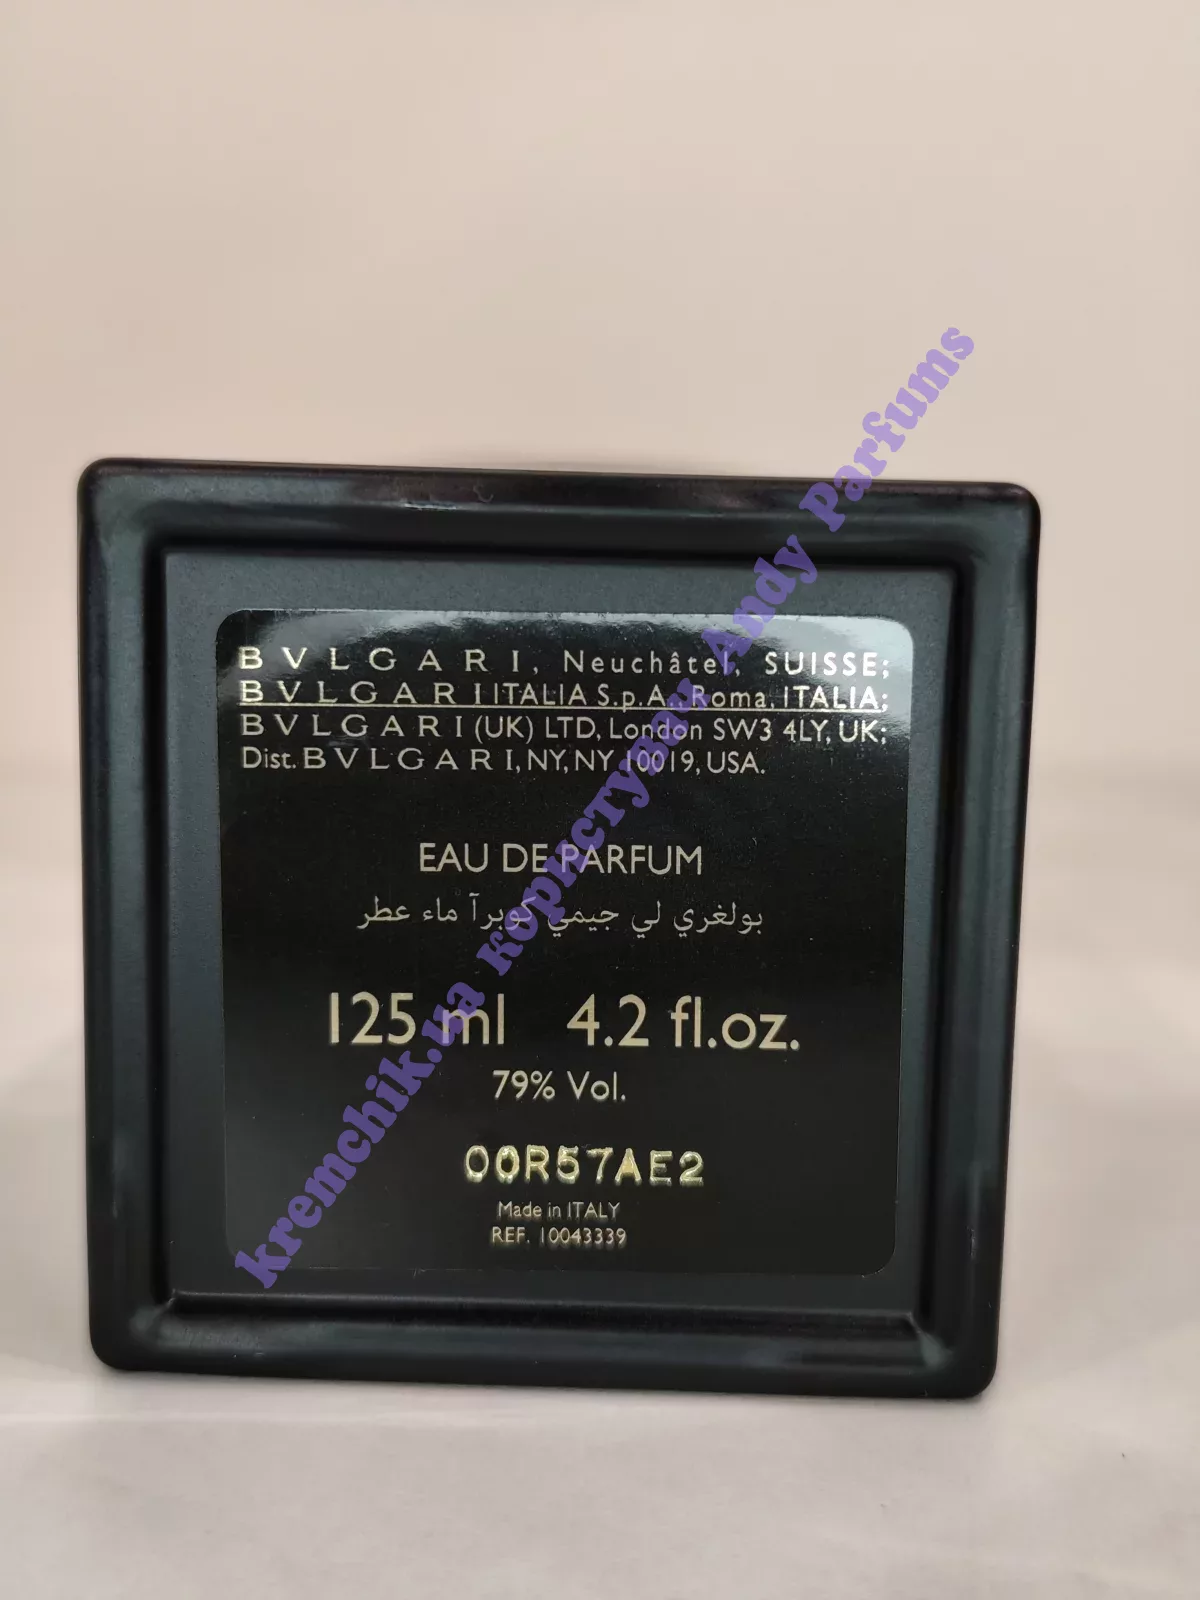 BVLGARI, Neuchâtel, SUISSE;
BVLGARI ITALIA S.p.A., Roma, ITALIA;
BVLGARI (UK) LTD, London SW3 4LY, UK;
Dist. BVLGARI, NY, NY 10019, USA.
EAU DE PARFUM
بولغري لي جيمي كوبرآ ماء عطر
125 ml 4.2 fl.oz.
79% Vol.
00R57AE2
Made in ITALY
REF. 10043339
kremchik.ua користувач Andy Parfums